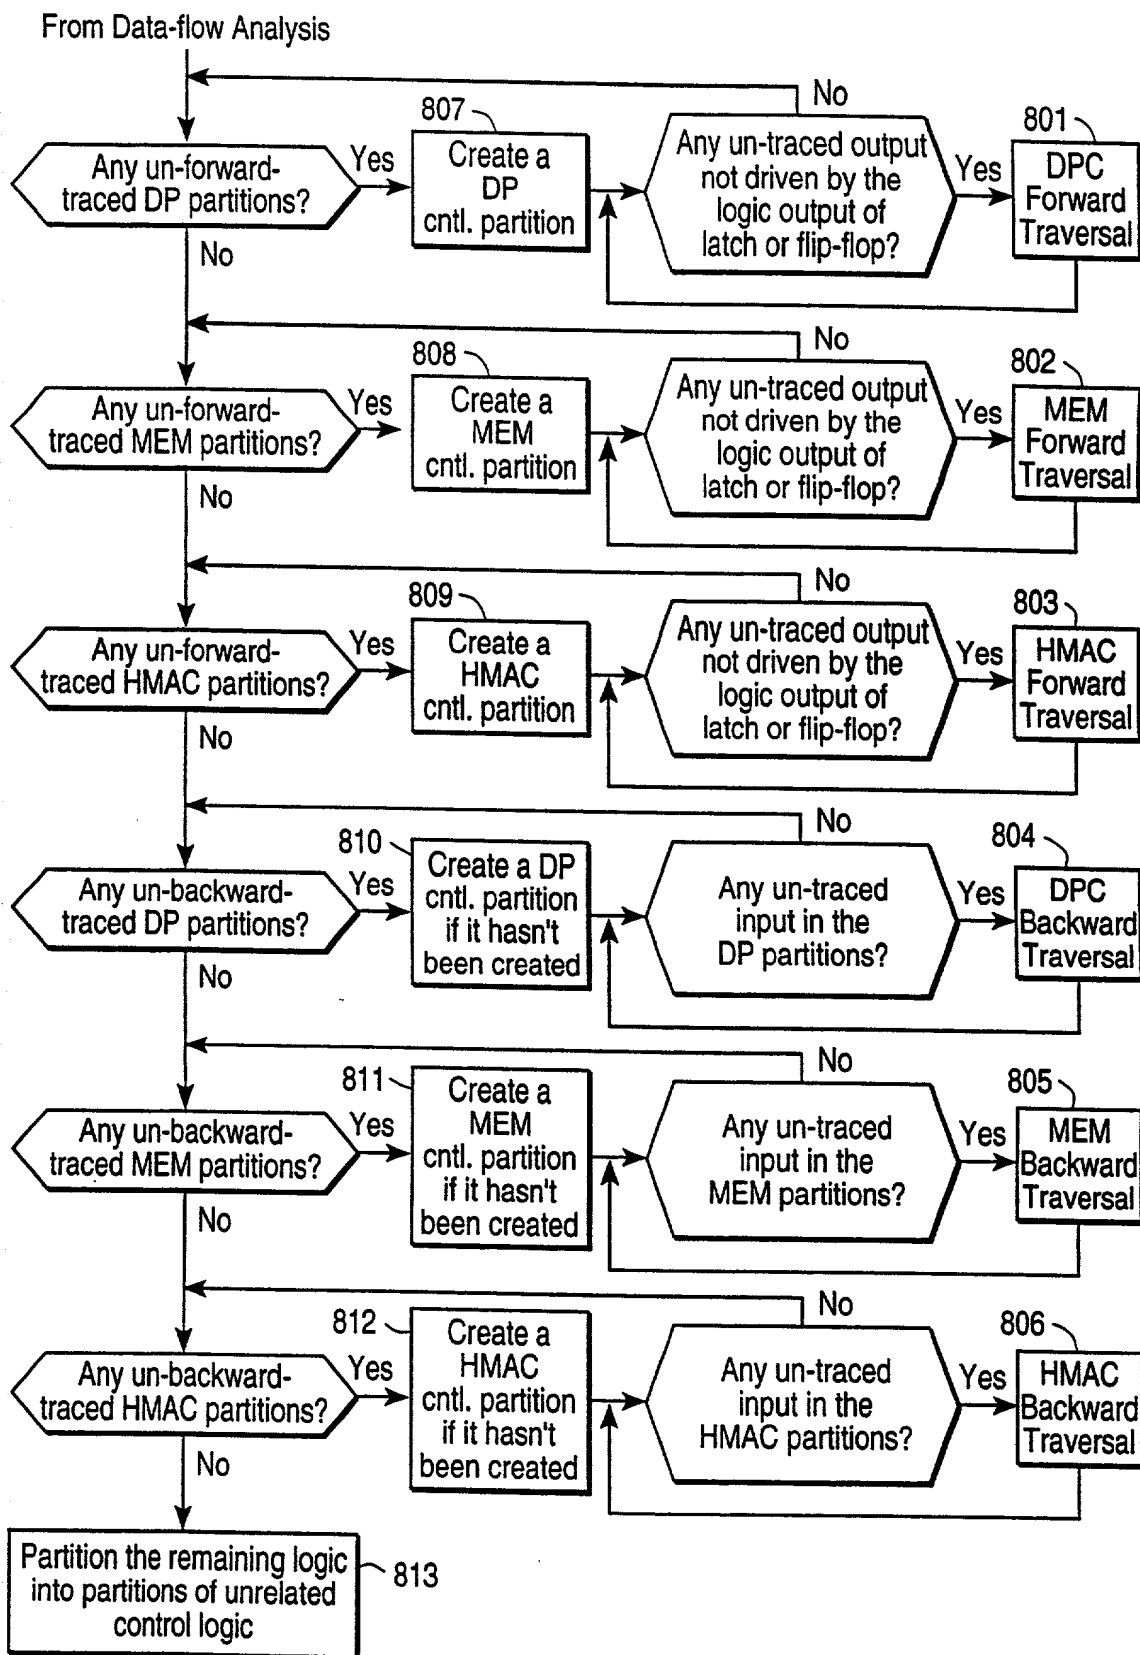 From Data-flow Analysis
No
807
801
Any un-forward-
traced DP partitions?
Yes
Create a
DP
cntl. partition
Any un-traced output
not driven by the
logic output of
latch or flip-flop?
Yes
DPC
Forward
Traversal
No
No
808
802
Any un-forward-
traced MEM partitions?
Yes
Create a
MEM
cntl. partition
Any un-traced output
not driven by the
logic output of
latch or flip-flop?
Yes
MEM
Forward
Traversal
No
No
809
803
Any un-forward-
traced HMAC partitions?
Yes
Create a
HMAC
cntl. partition
Any un-traced output
not driven by the
logic output of
latch or flip-flop?
Yes
HMAC
Forward
Traversal
No
No
810
804
Any un-backward-
traced DP partitions?
Yes
Create a DP
cntl. partition
if it hasn't
been created
Any un-traced
input in the
DP partitions?
Yes
DPC
Backward
Traversal
No
No
811
805
Any un-backward-
traced MEM partitions?
Yes
Create a
MEM
cntl. partition
if it hasn't
been created
Any un-traced
input in the
MEM partitions?
Yes
MEM
Backward
Traversal
No
No
812
806
Any un-backward-
traced HMAC partitions?
Yes
Create a
HMAC
cntl. partition
if it hasn't
been created
Any un-traced
input in the
HMAC partitions?
Yes
HMAC
Backward
Traversal
No
Partition the remaining logic
into partitions of unrelated
control logic
813